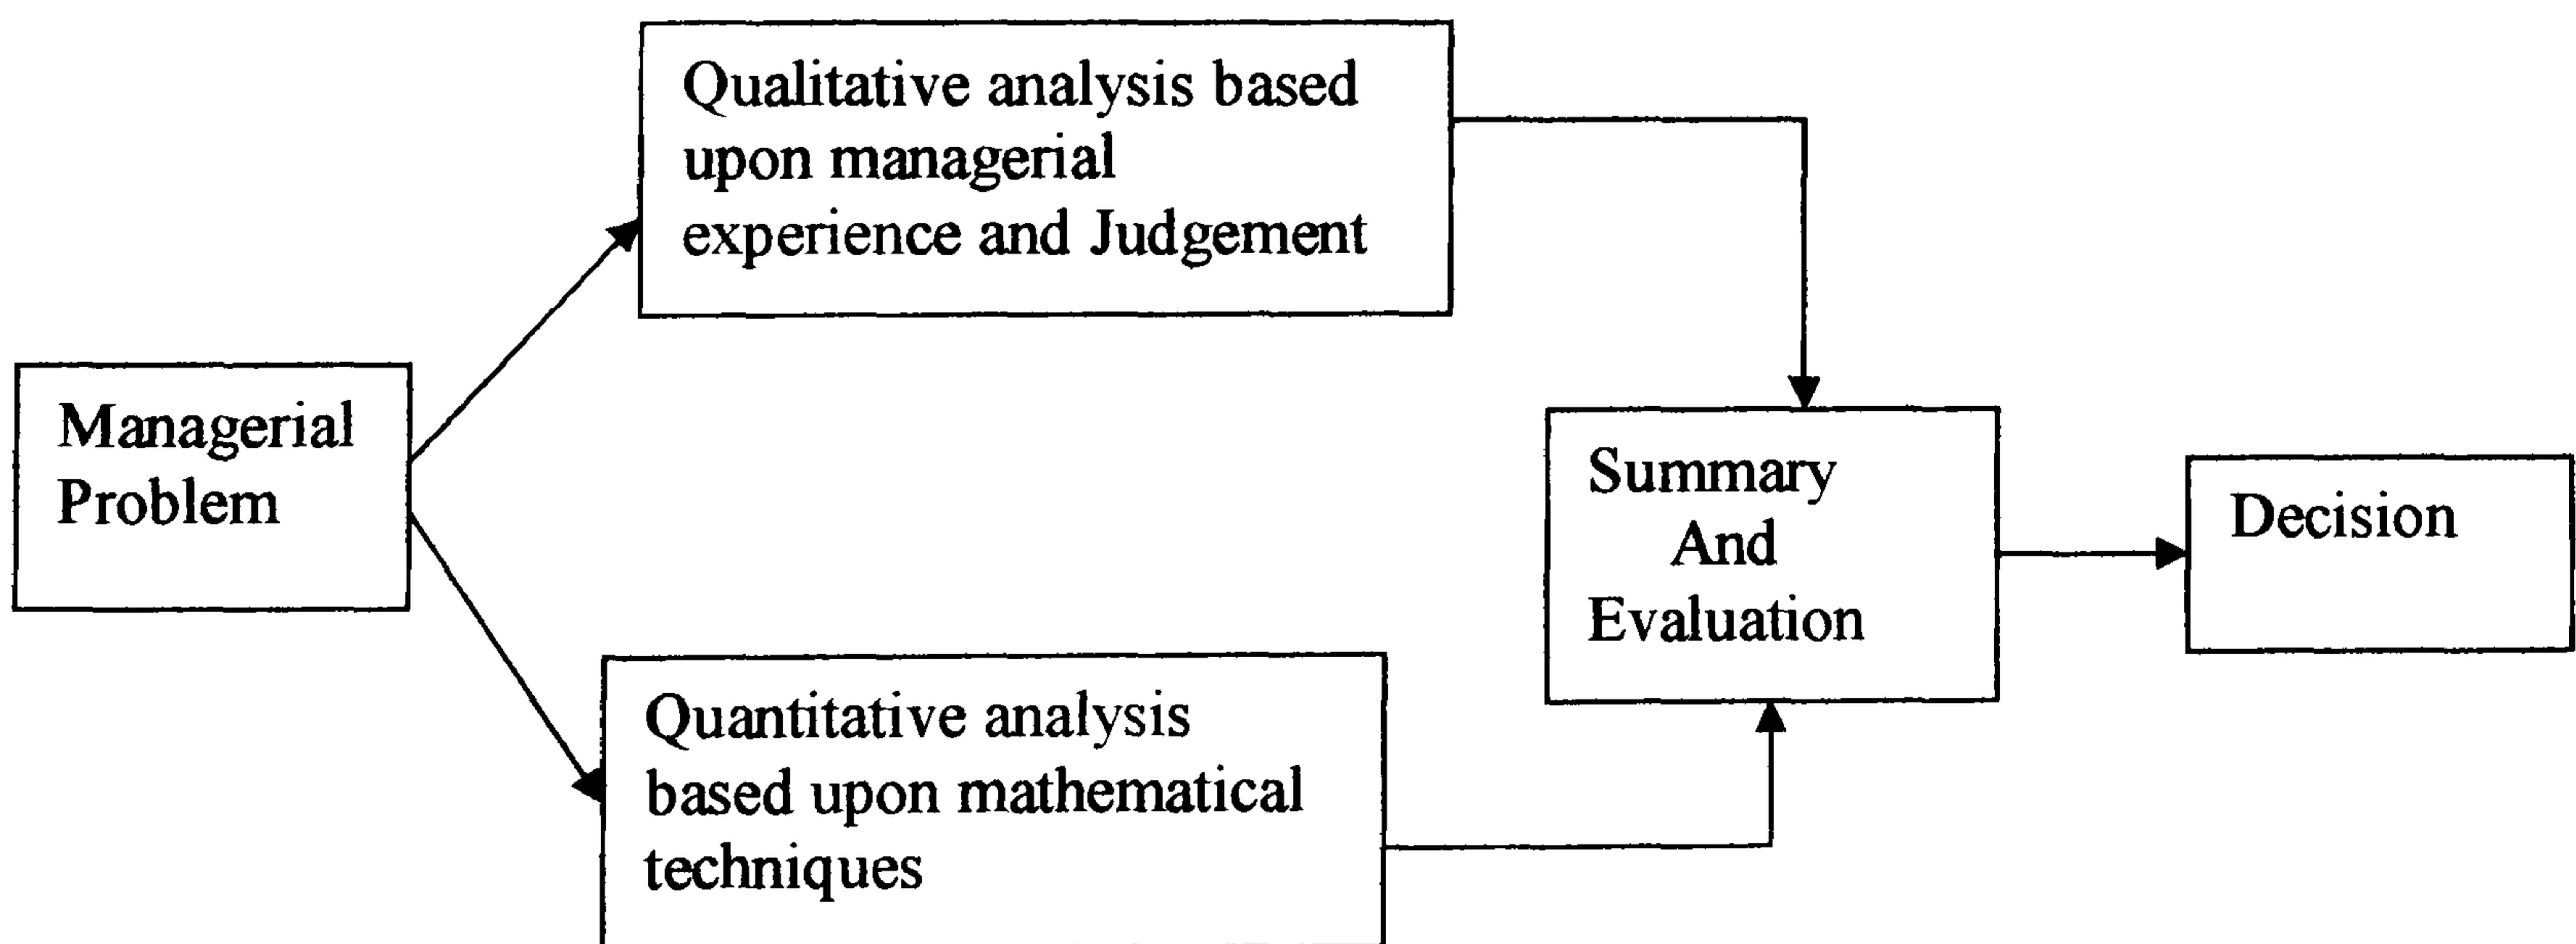 Qualitative analysis based
upon managerial
experience and Judgement
Managerial
Problem
Summary
And
Evaluation
Decision
Quantitative analysis
based upon mathematical
techniques